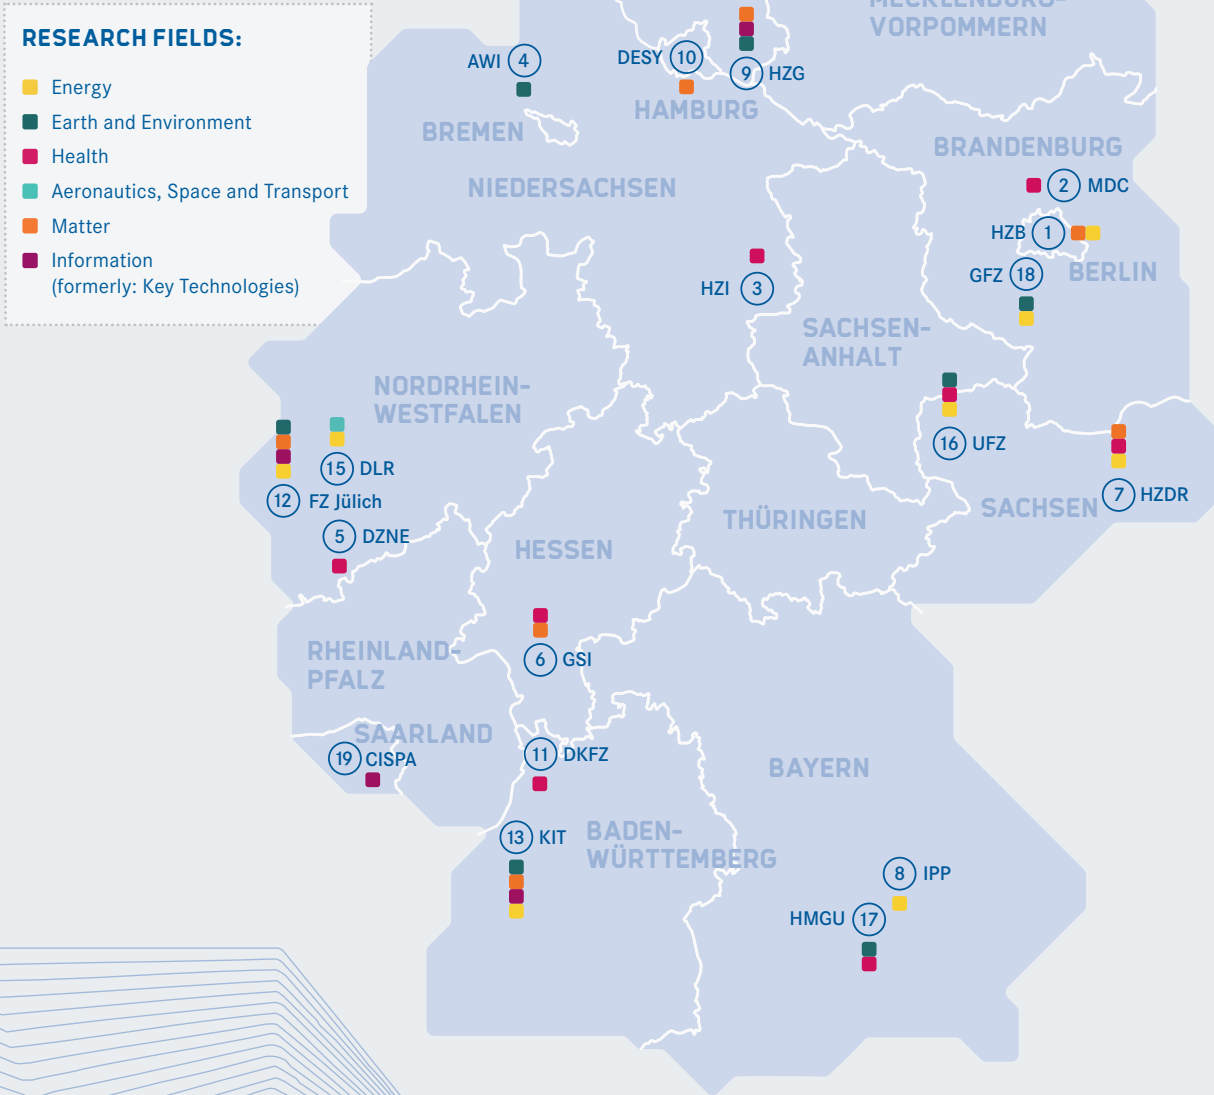 RESEARCH FIELDS:
Energy
Earth and Environment
Health
Aeronautics, Space and Transport
Matter
Information
(formerly: Key Technologies)
MECKLENBURG-
VORPOMMERN
AWI 4
DESY 10
9 HZG
HAMBURG
BREMEN
BRANDENBURG
NIEDERSACHSEN
2 MDC
HZB 1
GFZ 18
BERLIN
HZI 3
SACHSEN-
ANHALT
NORDRHEIN-
WESTFALEN
16 UFZ
15 DLR
12 FZ Jülich
7 HZDR
SACHSEN
THÜRINGEN
5 DZNE
HESSEN
RHEINLAND-
PFALZ
6 GSI
SAARLAND
19 CISPA
11 DKFZ
BAYERN
13 KIT
BADEN-
WÜRTTEMBERG
8 IPP
HMGU 17